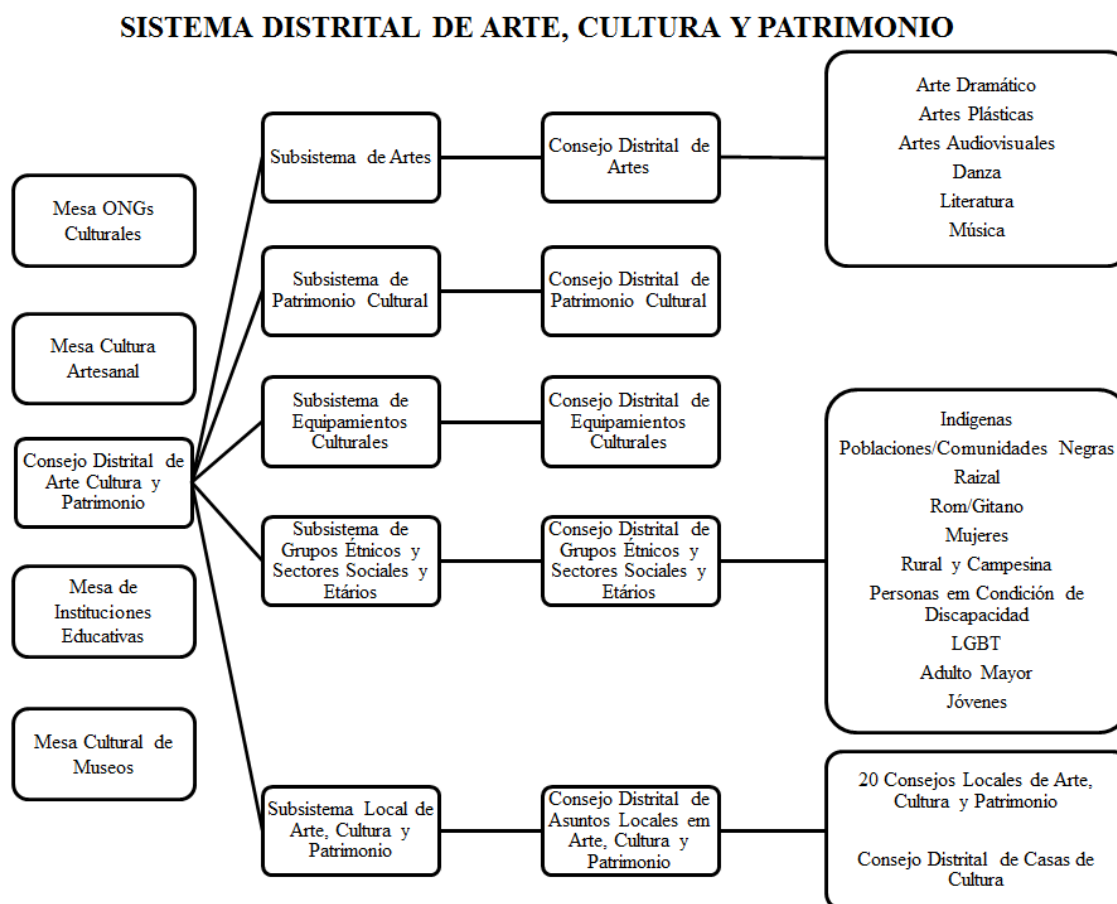 SISTEMA DISTRITAL DE ARTE, CULTURA Y PATRIMONIO
Mesa ONGs
Culturales
Mesa Cultura
Artesanal
Consejo Distrital de
Arte Cultura y
Patrimonio
Mesa de
Instituciones
Educativas
Mesa Cultural de
Museos
Subsistema de Artes
Subsistema de
Patrimonio Cultural
Subsistema de
Equipamientos
Culturales
Subsistema de
Grupos Étnicos y
Sectores Sociales y
Etários
Subsistema Local de
Arte, Cultura y
Patrimonio
Consejo Distrital de
Artes
Consejo Distrital de
Patrimonio Cultural
Consejo Distrital de
Equipamientos
Culturales
Consejo Distrital de
Grupos Étnicos y
Sectores Sociales y
Etários
Consejo Distrital de
Asuntos Locales em
Arte, Cultura y
Patrimonio
Arte Dramático
Artes Plásticas
Artes Audiovisuales
Danza
Literatura
Música
Indígenas
Poblaciones/Comunidades Negras
Raizal
Rom/Gitano
Mujeres
Rural y Campesina
Personas em Condición de
Discapacidad
LGBT
Adulto Mayor
Jóvenes
20 Consejos Locales de Arte,
Cultura y Patrimonio
Consejo Distrital de Casas de
Cultura